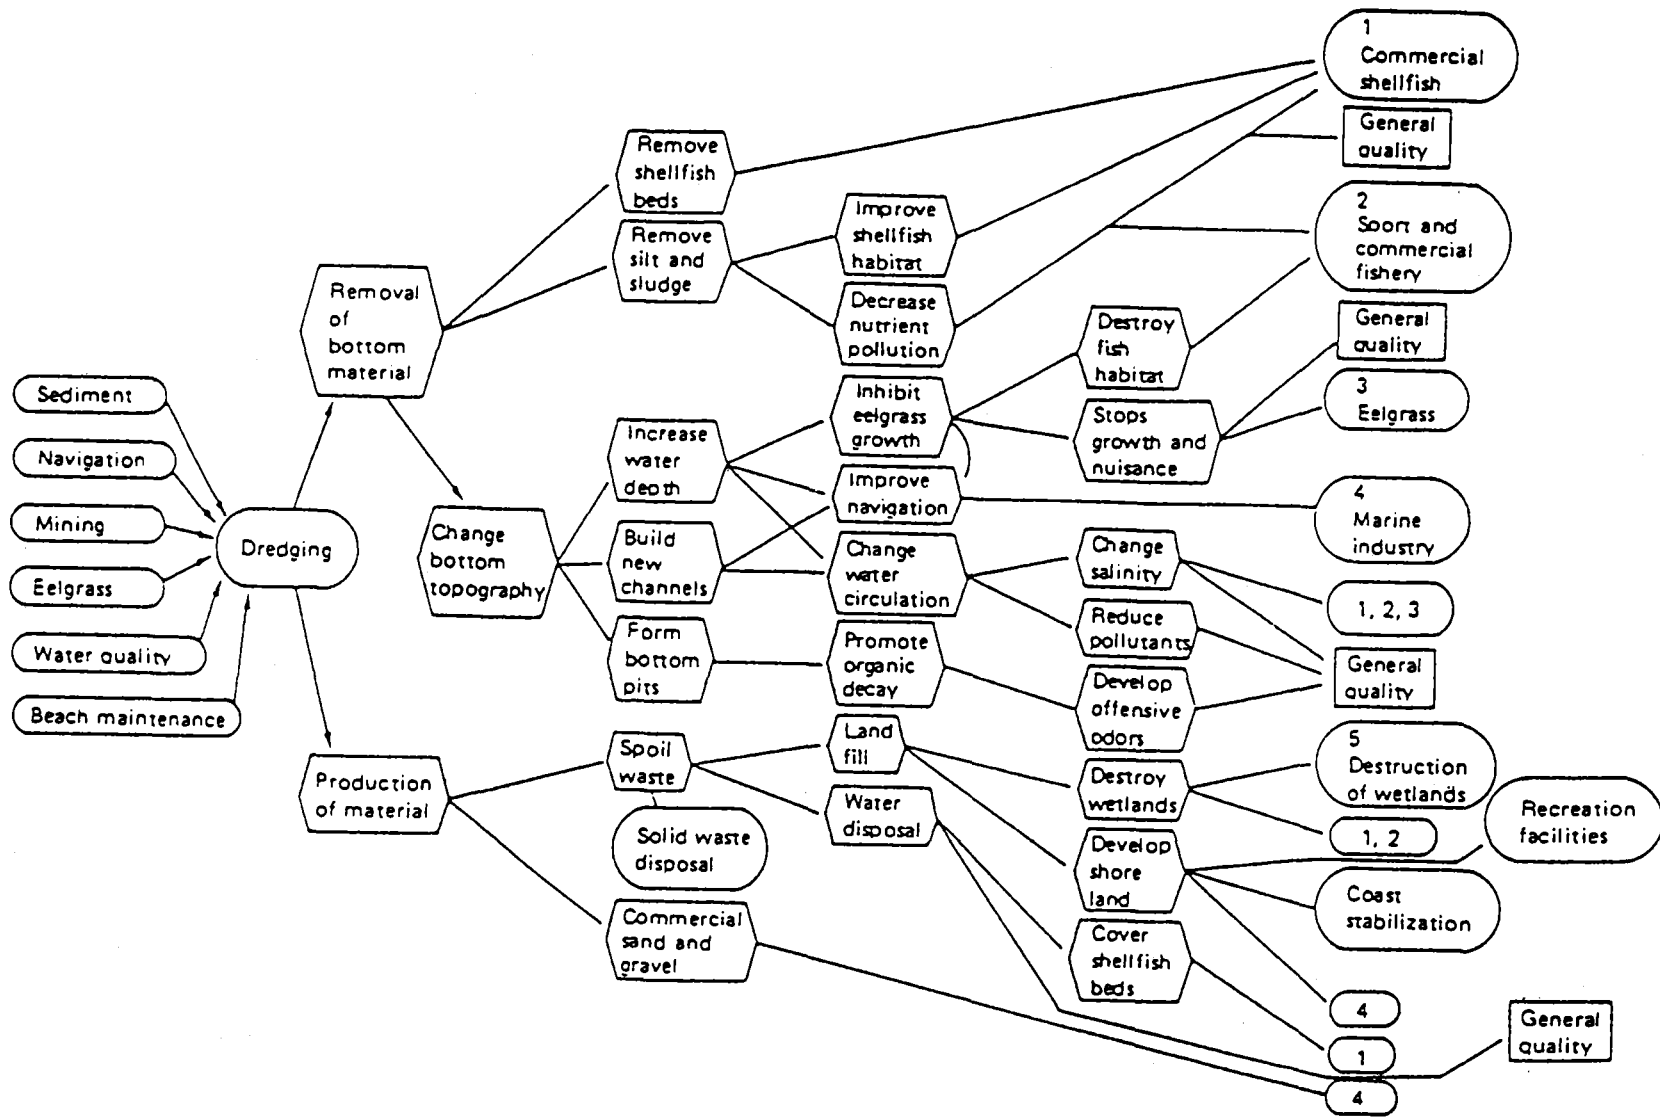 Sediment
Navigation
Mining
Eelgrass
Water quality
Beach maintenance
Dredging
Removal
of
bottom
material
Change
bottom
topography
Production
of material
Remove
shellfish
beds
Remove
silt and
sludge
Increase
water
depth
Build
new
channels
Form
bottom
pits
Spoil
waste
Solid waste
disposal
Commercial
sand and
gravel
Improve
shellfish
habitat
Decrease
nutrient
pollution
Inhibit
eelgrass
growth
Improve
navigation
Change
water
circulation
Promote
organic
decay
Land
fill
Water
disposal
Destroy
fish
habitat
Stops
growth and
nuisance
Change
salinity
Reduce
pollutants
Develop
offensive
odors
Destroy
wetlands
Develop
shore
land
Cover
shellfish
beds
1
Commercial
shellfish
General
quality
2
Sport and
commercial
fishery
General
quality
3
Eelgrass
4
Marine
industry
1, 2, 3
General
quality
5
Destruction
of wetlands
Recreation
facilities
1, 2
Coast
stabilization
4
1
4
General
quality